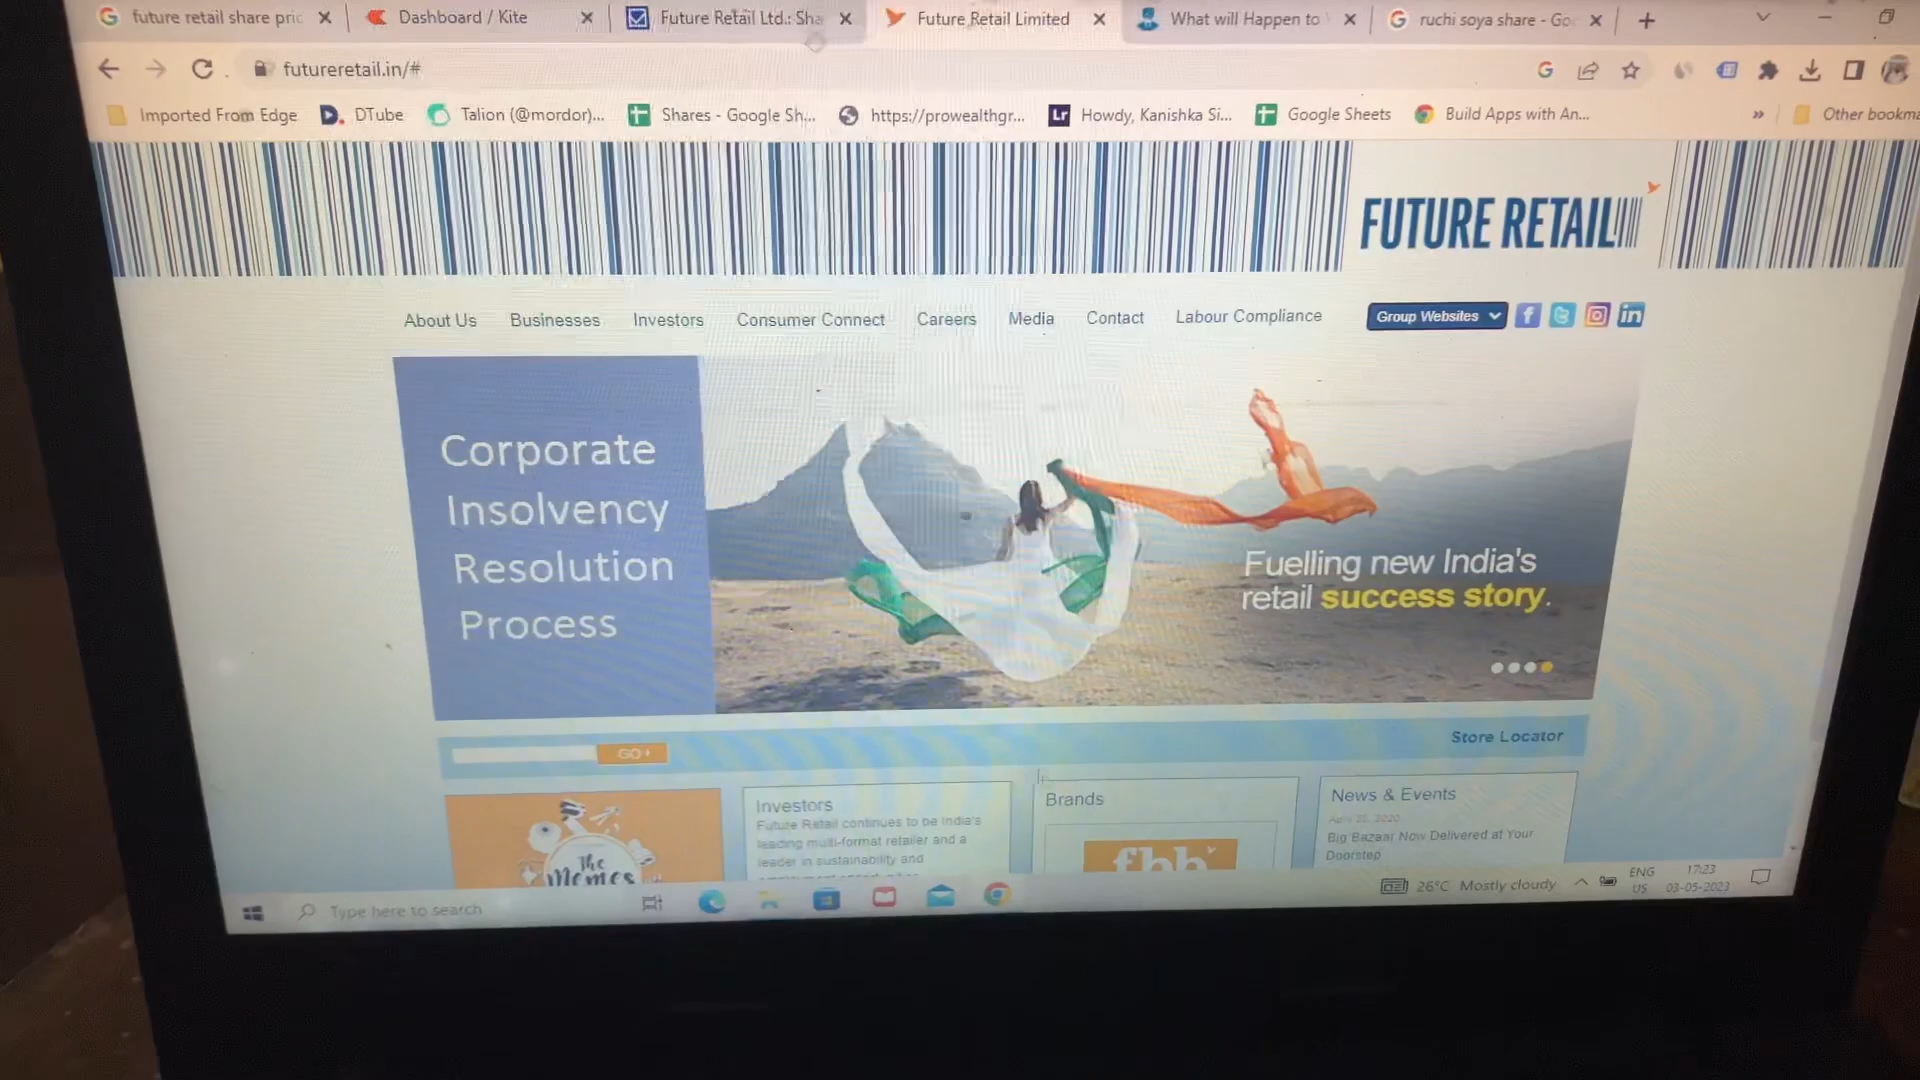 future retail share pric
Dashboard / Kite
Future Retail Ltd.: Sha
Future Retail Limited
What will Happen to
ruchi soya share - Go
futureretail.in/#
Imported From Edge
DTube
Talion (@mordor)...
Shares - Google Sh...
https://prowealthgr...
Lr
Howdy, Kanishka Si...
Google Sheets
Build Apps with An...
»
Other bookma
FUTURE RETAIL
About Us
Businesses
Investors
Consumer Connect
Careers
Media
Contact
Labour Compliance
Group Websites
Corporate
Insolvency
Resolution
Process
Fuelling new India's
retail success story.
GO
Store Locator
The
Memes
Investors
Future Retail continues to be India's
leading multi-format retailer and a
leader in sustainability and
Brands
fbb
News & Events
2020
Big Bazaar Now Delivered at Your
Doorstep
Type here to search
26°C Mostly cloudy
ENG
US
17:23
03-05-2023